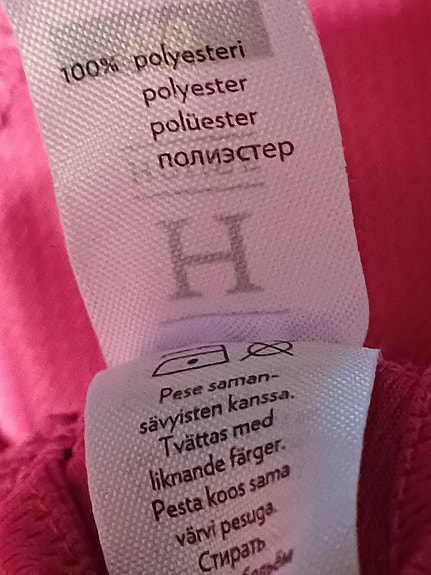 100% polyesteri
polyester
polüester
полиэстер
H
Pese saman-
sävyisten kanssa.
Tvättas med
liknande färger.
Pesta koos sama
värvi pesuga.
Стирать